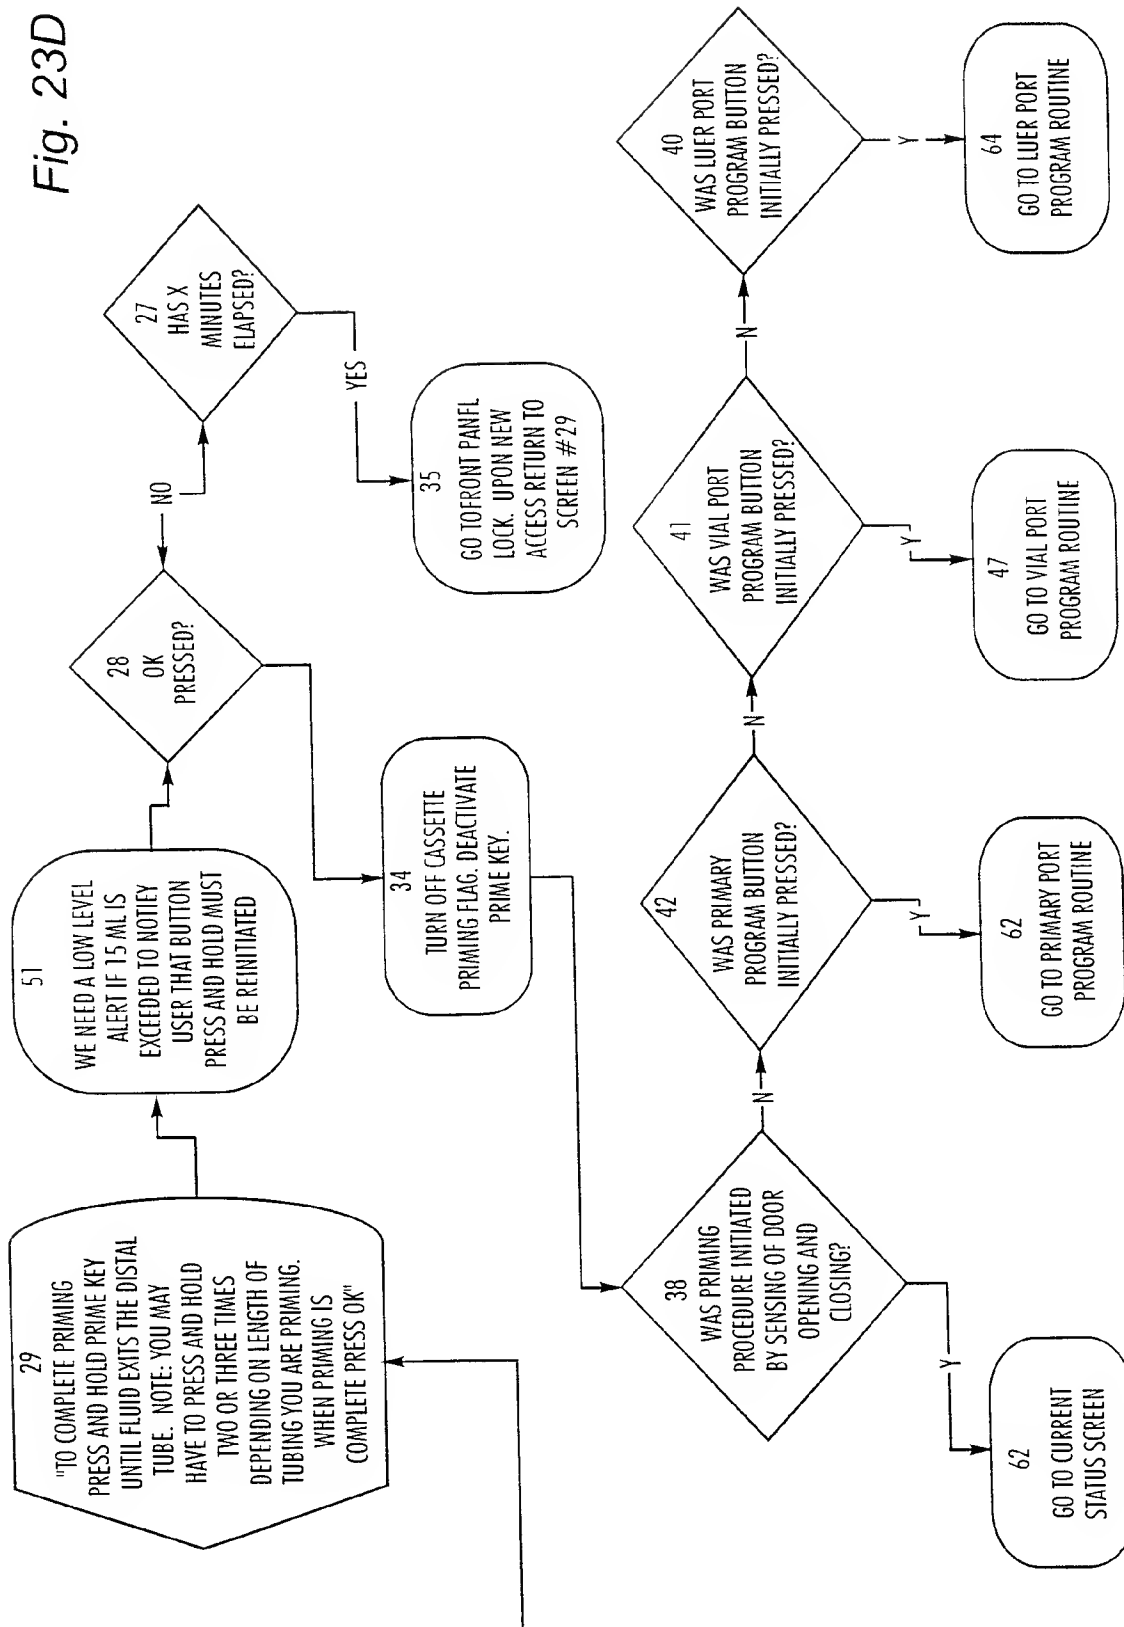 Fig. 23D
29
"TO COMPLETE PRIMING
PRESS AND HOLD PRIME KEY
UNTIL FLUID EXITS THE DISTAL
TUBE. NOTE: YOU MAY
HAVE TO PRESS AND HOLD
TWO OR THREE TIMES
DEPENDING ON LENGTH OF
TUBING YOU ARE PRIMING.
WHEN PRIMING IS
COMPLETE PRESS OK"
51
WE NEED A LOW LEVEL
ALERT IF 15 ML IS
EXCEEDED TO NOTIEY
USER THAT BUTTON
PRESS AND HOLD MUST
BE REINITIATED
28
OK
PRESSED?
NO
27
HAS X
MINUTES
ELAPSED?
YES
35
GO TOFRONT PANFL
LOCK. UPON NEW
ACCESS RETURN TO
SCREEN #29
34
TURN OFF CASSETTE
PRIMING FLAG. DEACTIVATE
PRIME KEY.
38
WAS PRIMING
PROCEDURE INITIATED
BY SENSING OF DOOR
OPENING AND
CLOSING?
N
42
WAS PRIMARY
PROGRAM BUTTON
INITIALLY PRESSED?
N
41
WAS VIAL PORT
PROGRAM BUTTON
INITIALLY PRESSED?
N
40
WAS LUER PORT
PROGRAM BUTTON
INITIALLY PRESSED?
Y
62
GO TO CURRENT
STATUS SCREEN
Y
62
GO TO PRIMARY PORT
PROGRAM ROUTINE
Y
47
GO TO VIAL PORT
PROGRAM ROUTINE
Y
64
GO TO LUER PORT
PROGRAM ROUTINE